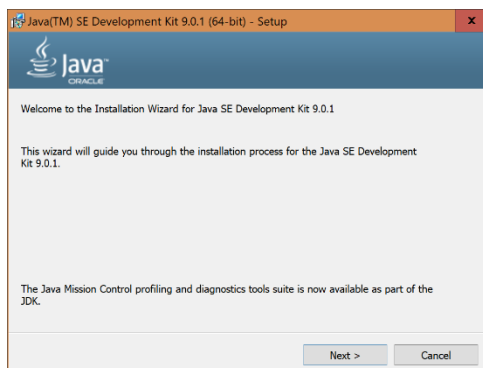 Java(TM) SE Development Kit 9.0.1 (64-bit) - Setup
Java™
ORACLE
Welcome to the Installation Wizard for Java SE Development Kit 9.0.1
This wizard will guide you through the installation process for the Java SE Development
Kit 9.0.1.
The Java Mission Control profiling and diagnostics tools suite is now available as part of the
JDK.
Next >
Cancel